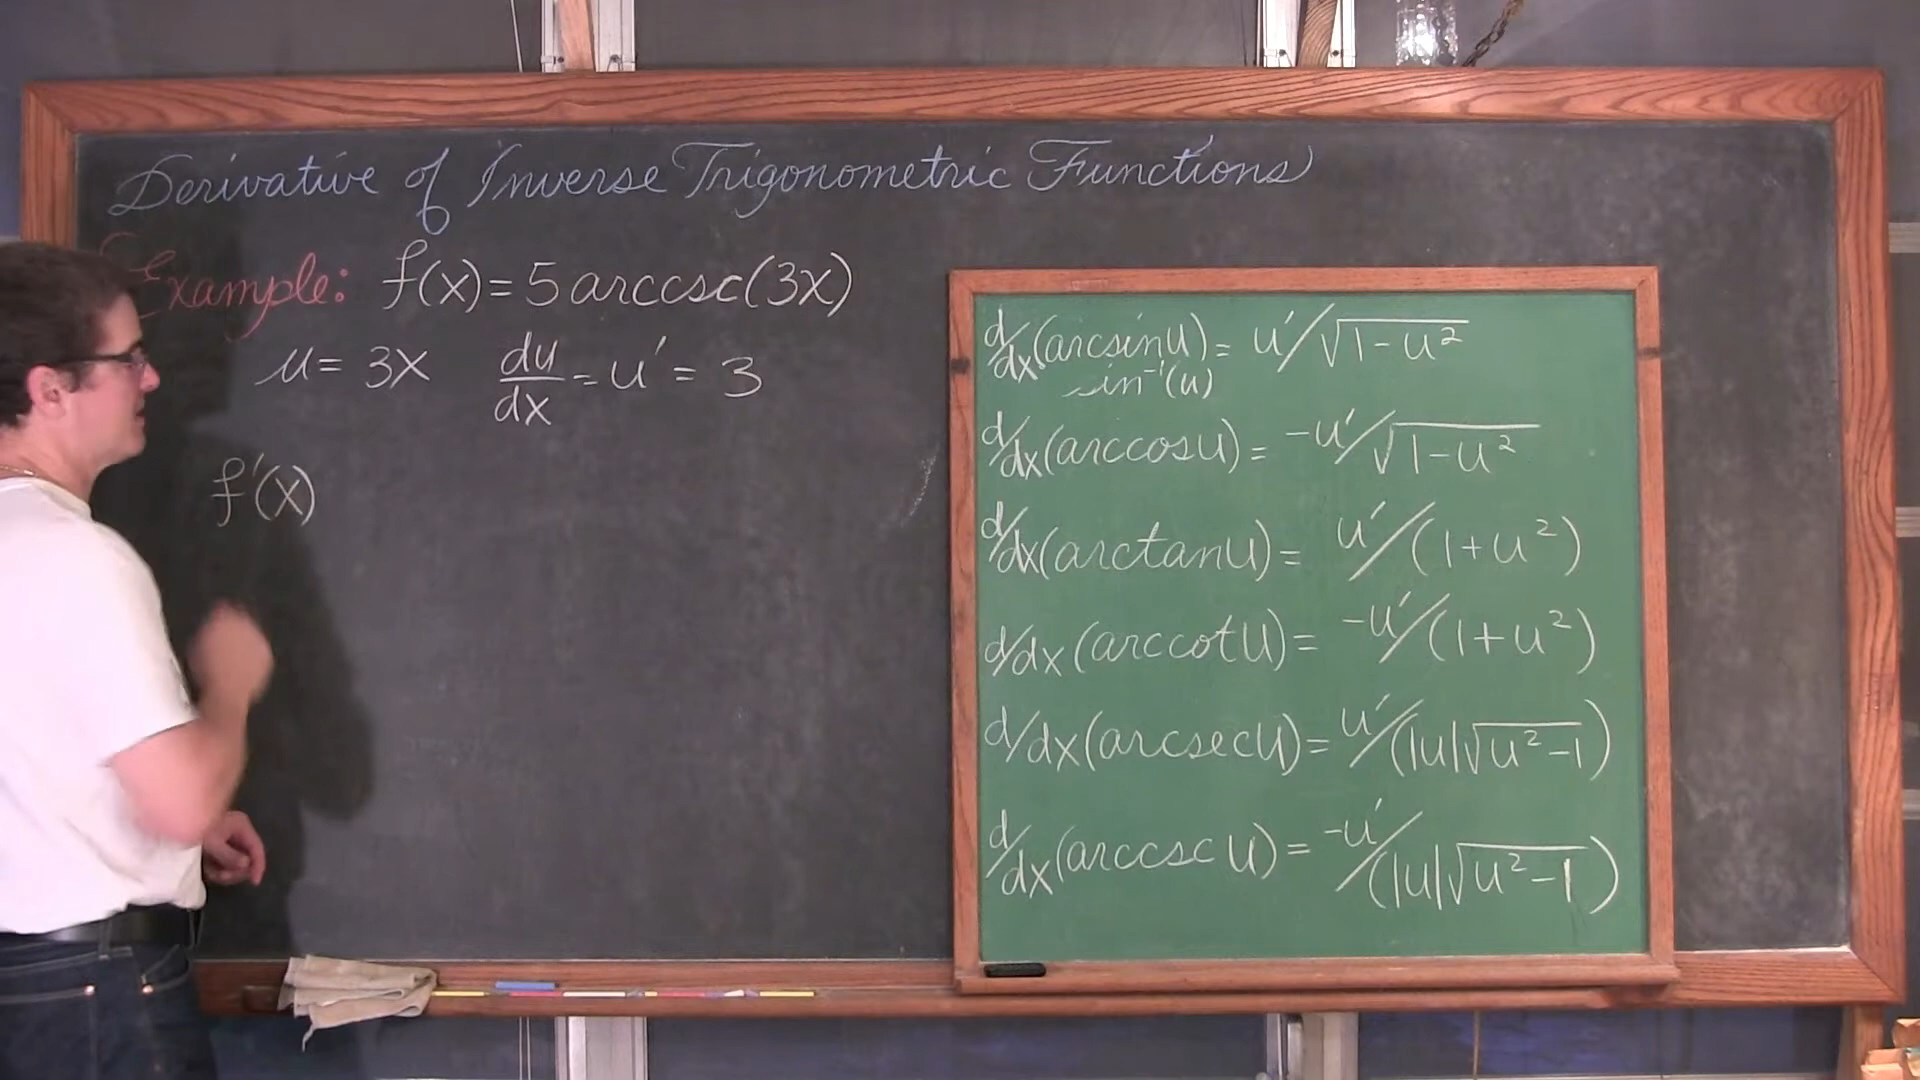 Derivative of Inverse Trigonometric Functions
Example: f(x) = 5 arccsc(3x)
u = 3x du/dx = u' = 3
f'(x)
d/dx(arcsin u) = u'/√(1-u²)
sin⁻¹(u)
d/dx(arccos u) = -u'/√(1-u²)
d/dx(arctan u) = u'/(1+u²)
d/dx(arccot u) = -u'/(1+u²)
d/dx(arcsec u) = u'/(|u|√(u²-1))
d/dx(arccsc u) = -u'/(|u|√(u²-1))